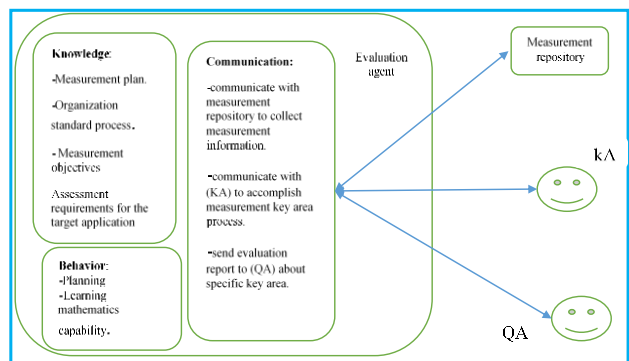 Knowledge:
-Measurement plan.
-Organization
standard process.
- Measurement
objectives
Assessment
requirements for the
target application
Behavior:
-Planning
-Learning
mathematics
capability.
Communication:
-communicate with
measurement
repository to collect
measurement
information.
-communicate with
(KA) to accomplish
measurement key area
process.
-send evaluation
report to (QA) about
specific key area.
Evaluation
agent
Measurement
repository
kA
QA